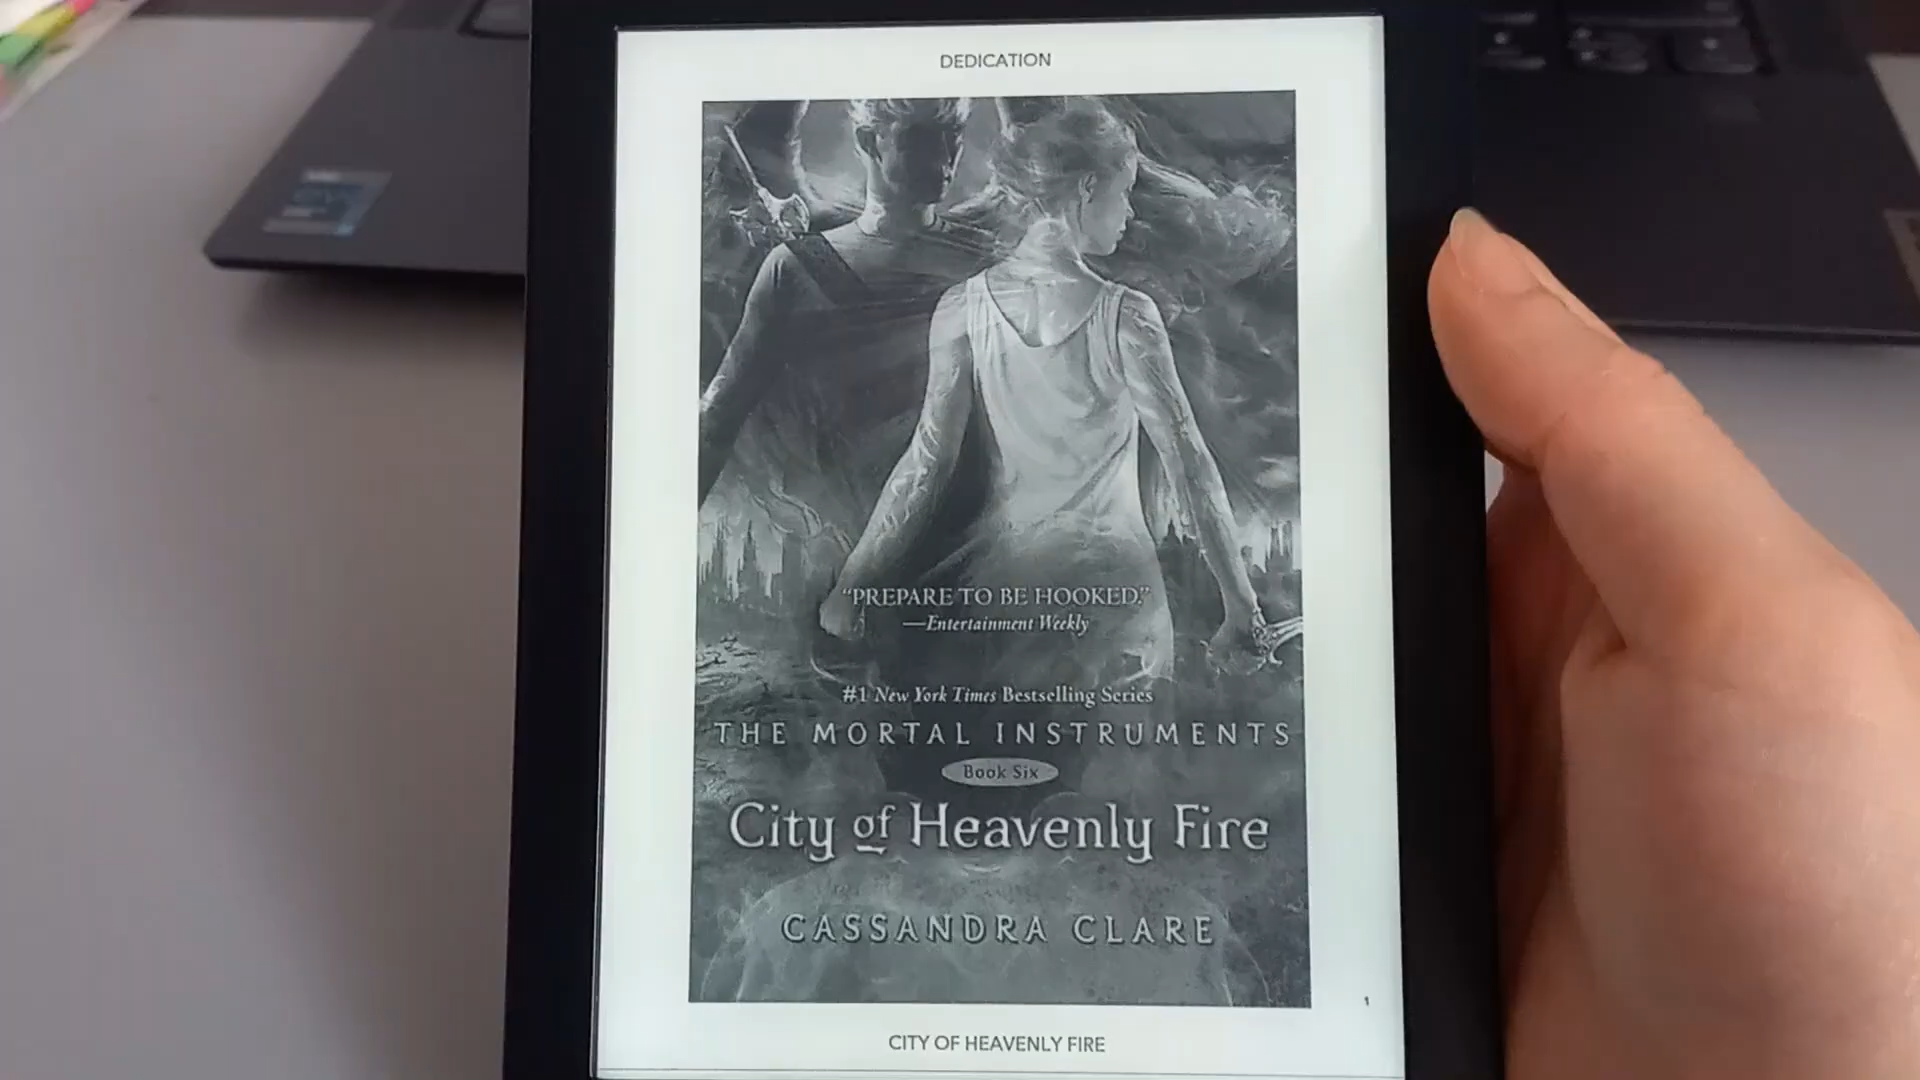 DEDICATION
“PREPARE TO BE HOOKED.”
—Entertainment Weekly
#1 New York Times Bestselling Series
THE MORTAL INSTRUMENTS
Book Six
City of Heavenly Fire
CASSANDRA CLARE
1
CITY OF HEAVENLY FIRE